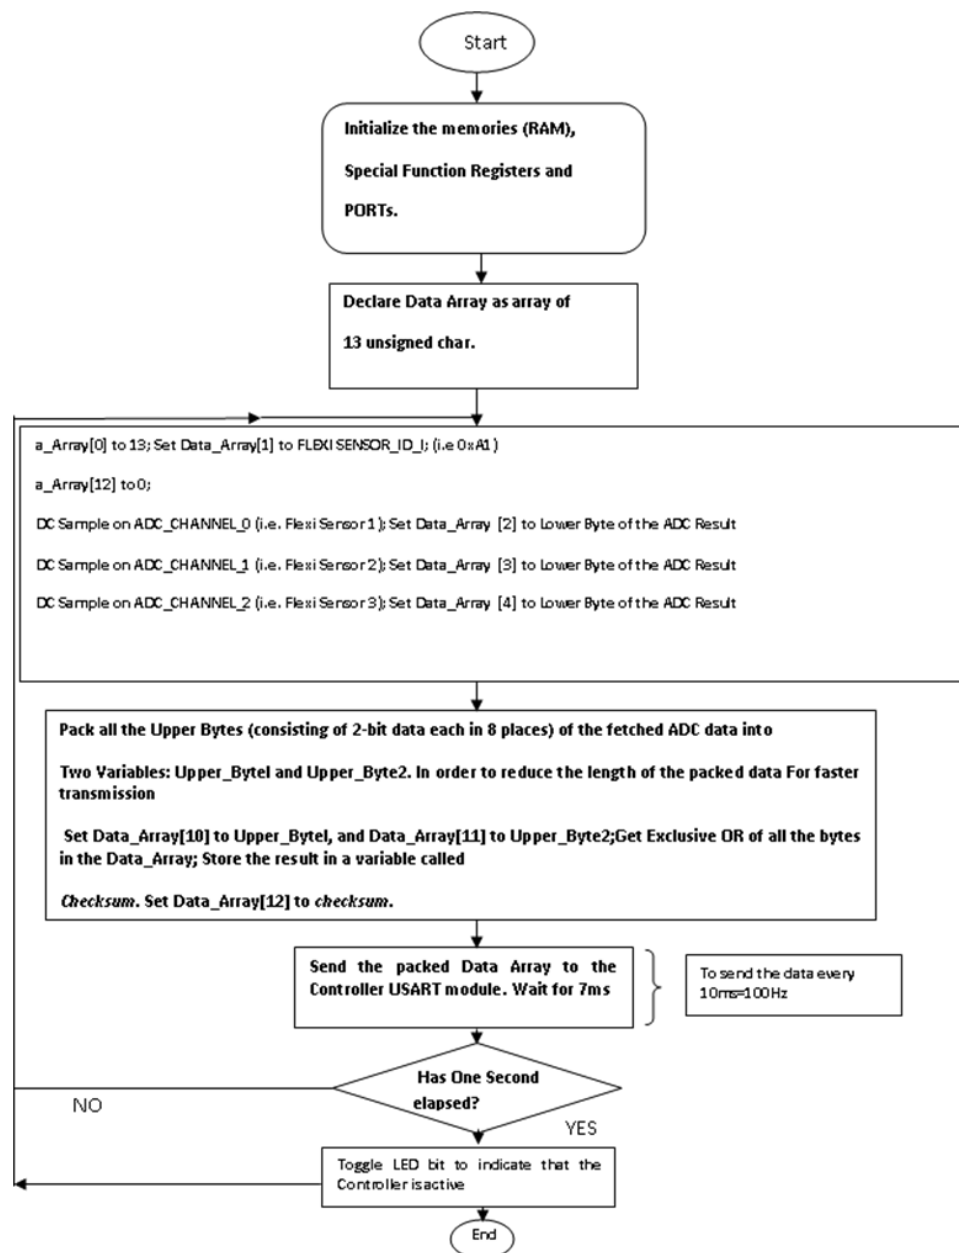 Start
Initialize the memories (RAM),
Special Function Registers and
PORTs.
Declare Data Array as array of
13 unsigned char.
a_Array[0] to 13; Set Data_Array[1] to FLEXI SENSOR_ID_I; (i.e 0xA1)
a_Array[12] to 0;
DC Sample on ADC_CHANNEL_0 (i.e. Flexi Sensor 1); Set Data_Array [2] to Lower Byte of the ADC Result
DC Sample on ADC_CHANNEL_1 (i.e. Flexi Sensor 2); Set Data_Array [3] to Lower Byte of the ADC Result
DC Sample on ADC_CHANNEL_2 (i.e. Flexi Sensor 3); Set Data_Array [4] to Lower Byte of the ADC Result
Pack all the Upper Bytes (consisting of 2-bit data each in 8 places) of the fetched ADC data into
Two Variables: Upper_Bytel and Upper_Byte2. In order to reduce the length of the packed data For faster
transmission
Set Data_Array[10] to Upper_Bytel, and Data_Array[11] to Upper_Byte2;Get Exclusive OR of all the bytes
in the Data_Array; Store the result in a variable called
Checksum. Set Data_Array[12] to checksum.
Send the packed Data Array to the
Controller USART module. Wait for 7ms
To send the data every
10ms=100Hz
Has One Second
elapsed?
NO
YES
Toggle LED bit to indicate that the
Controller isactive
End